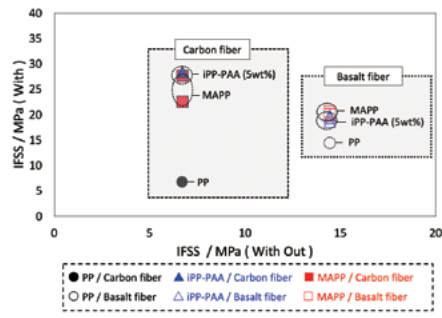 40
35
30
25
20
15
10
5
0
IFSS / MPa ( With )
Carbon fiber
iPP-PAA (5wt%)
MAPP
PP
Basalt fiber
MAPP
iPP-PAA (5wt%)
PP
0 5 10 15 20
IFSS / MPa ( With Out )
PP / Carbon fiber iPP-PAA / Carbon fiber MAPP / Carbon fiber
PP / Basalt fiber iPP-PAA / Basalt fiber MAPP / Basalt fiber